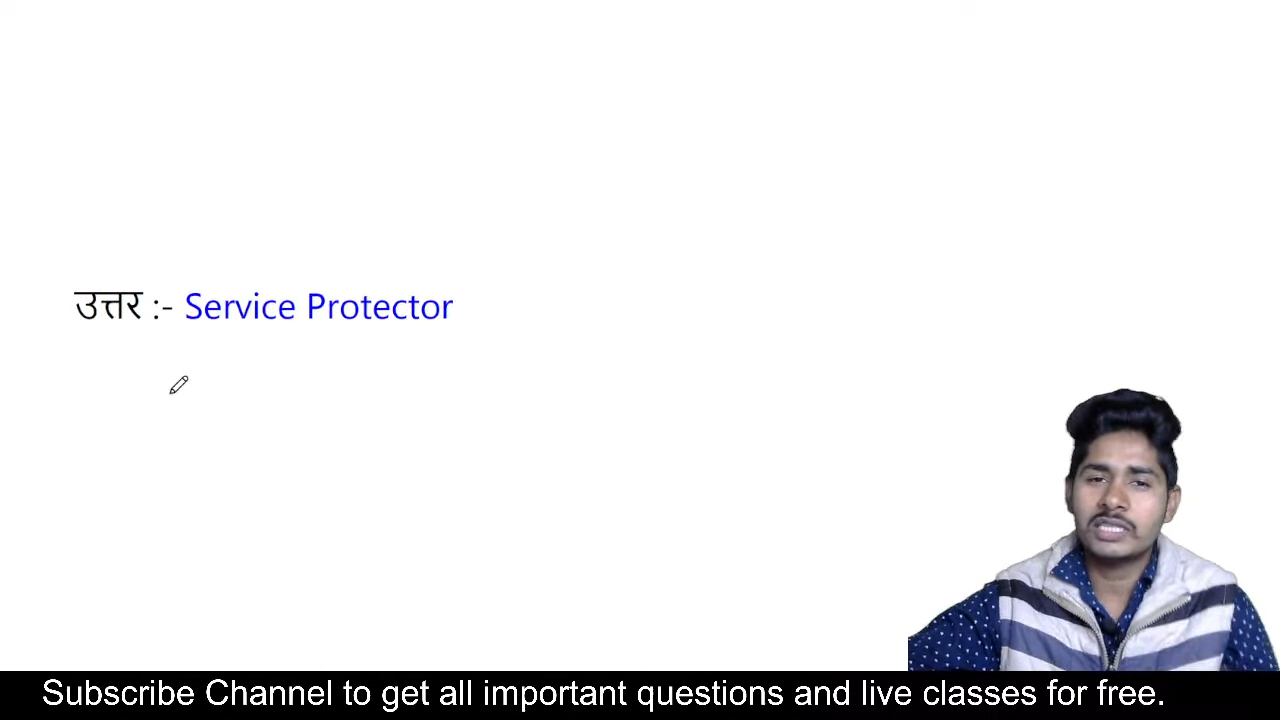 उत्तर :- Service Protector
Subscribe Channel to get all important questions and live classes for free.